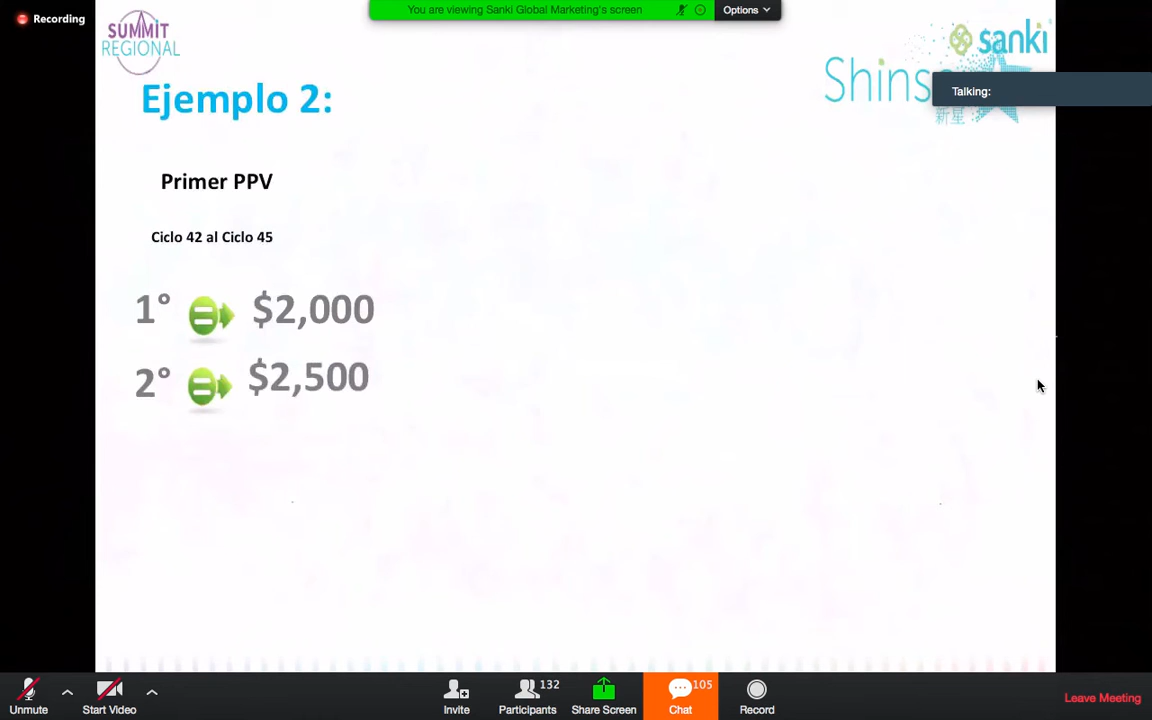 Recording
You are viewing Sanki Global Marketing's screen
Options
SUMMIT
REGIONAL
sanki
Talking:
新星
Ejemplo 2:
Primer PPV
Ciclo 42 al Ciclo 45
1° = $2,000
2° = $2,500
Unmute
Start Video
Invite
132
Participants
Share Screen
105
Chat
Record
Leave Meeting